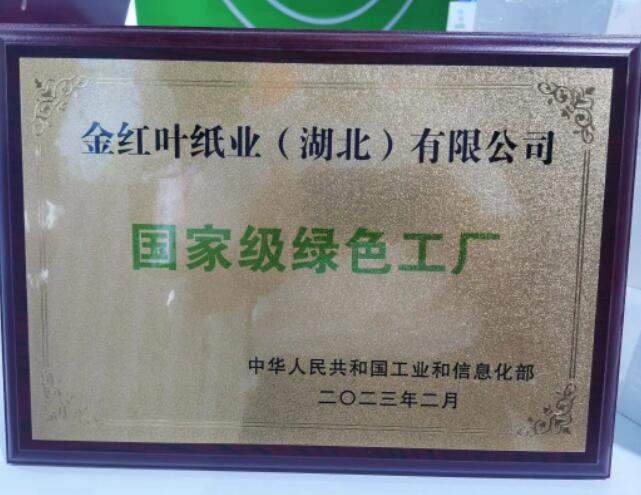 金红叶纸业（湖北）有限公司
国家级绿色工厂
中华人民共和国工业和信息化部
二〇二三年二月